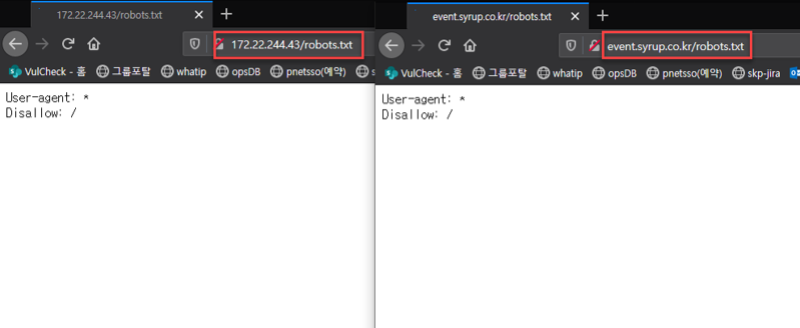 172.22.244.43/robots.txt
172.22.244.43/robots.txt
VulCheck - 홈 그룹포탈 whatip opsDB pnetsso(예약) s
User-agent: *
Disallow: /
event.syrup.co.kr/robots.txt
event.syrup.co.kr/robots.txt
VulCheck - 홈 그룹포탈 whatip opsDB pnetsso(예약) skp-jira
User-agent: *
Disallow: /